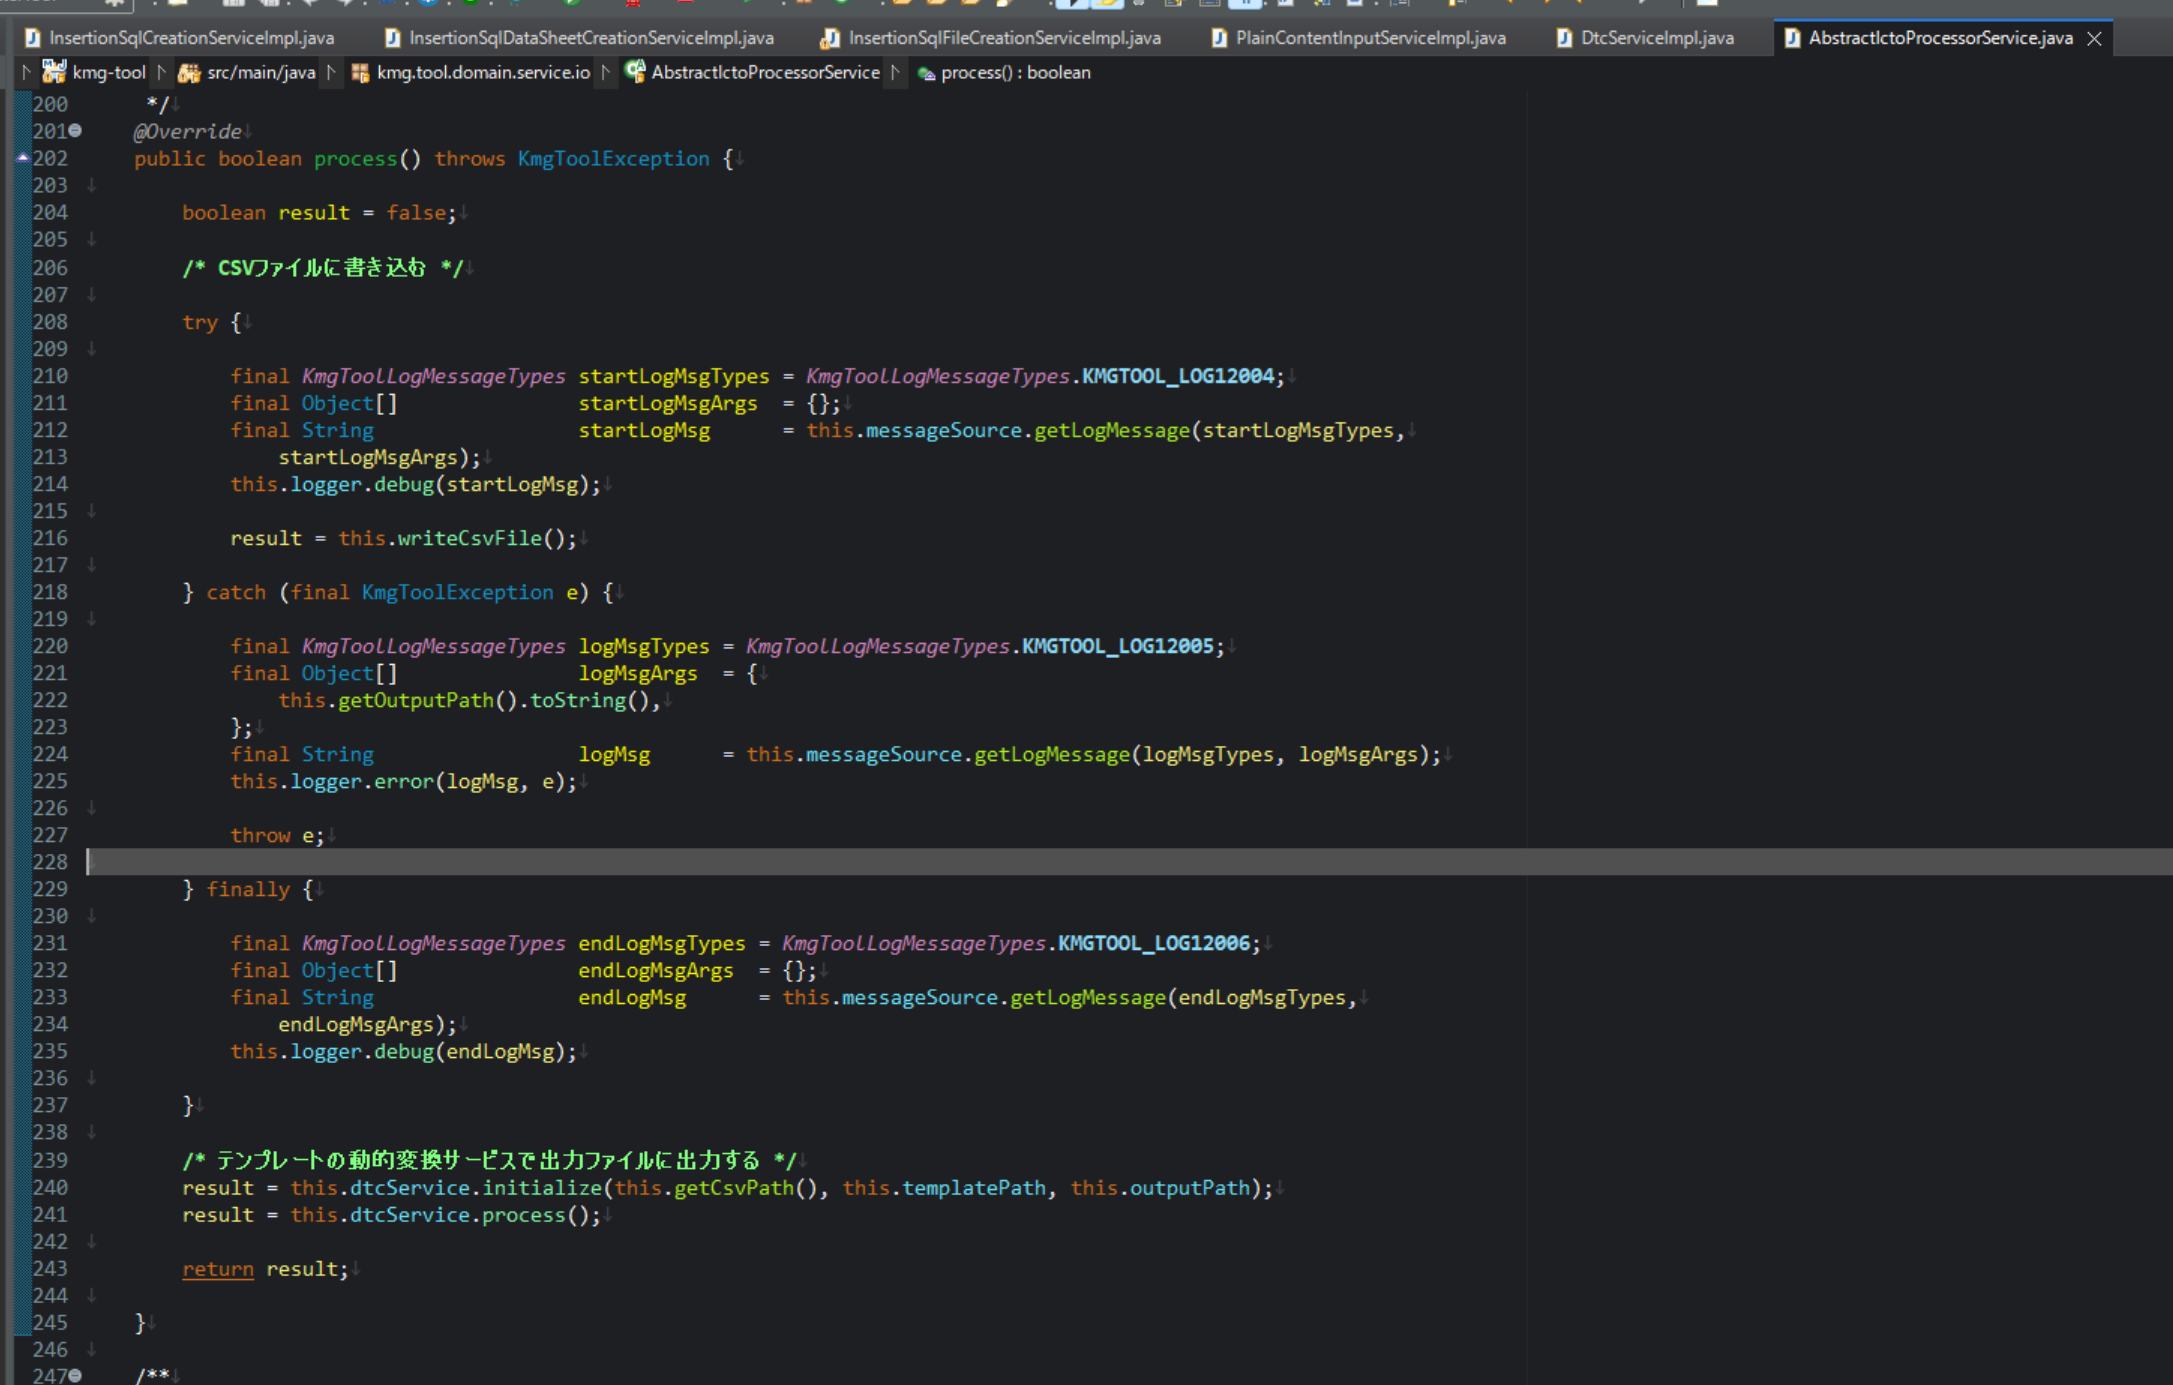 InsertionSqlCreationServiceImpl.java InsertionSqlDataSheetCreationServiceImpl.java InsertionSqlFileCreationServiceImpl.java PlainContentInputServiceImpl.java DtcServiceImpl.java AbstractIctoProcessorService.java
kmg-tool src/main/java kmg.tool.domain.service.io AbstractIctoProcessorService process() : boolean
200 */
201 @Override
202 public boolean process() throws KmgToolException {
203
204 boolean result = false;
205
206 /* CSVファイルに書き込む */
207
208 try {
209
210 final KmgToolLogMessageTypes startLogMsgTypes = KmgToolLogMessageTypes.KMGTOOL_LOG12004;
211 final Object[] startLogMsgArgs = {};
212 final String startLogMsg = this.messageSource.getLogMessage(startLogMsgTypes,
213 startLogMsgArgs);
214 this.logger.debug(startLogMsg);
215
216 result = this.writeCsvFile();
217
218 } catch (final KmgToolException e) {
219
220 final KmgToolLogMessageTypes logMsgTypes = KmgToolLogMessageTypes.KMGTOOL_LOG12005;
221 final Object[] logMsgArgs = {
222 this.getOutputPath().toString(),
223 };
224 final String logMsg = this.messageSource.getLogMessage(logMsgTypes, logMsgArgs);
225 this.logger.error(logMsg, e);
226
227 throw e;
228
229 } finally {
230
231 final KmgToolLogMessageTypes endLogMsgTypes = KmgToolLogMessageTypes.KMGTOOL_LOG12006;
232 final Object[] endLogMsgArgs = {};
233 final String endLogMsg = this.messageSource.getLogMessage(endLogMsgTypes,
234 endLogMsgArgs);
235 this.logger.debug(endLogMsg);
236
237 }
238
239 /* テンプレートの動的変換サービスで出力ファイルに出力する */
240 result = this.dtcService.initialize(this.getCsvPath(), this.templatePath, this.outputPath);
241 result = this.dtcService.process();
242
243 return result;
244
245 }
246
247 /**